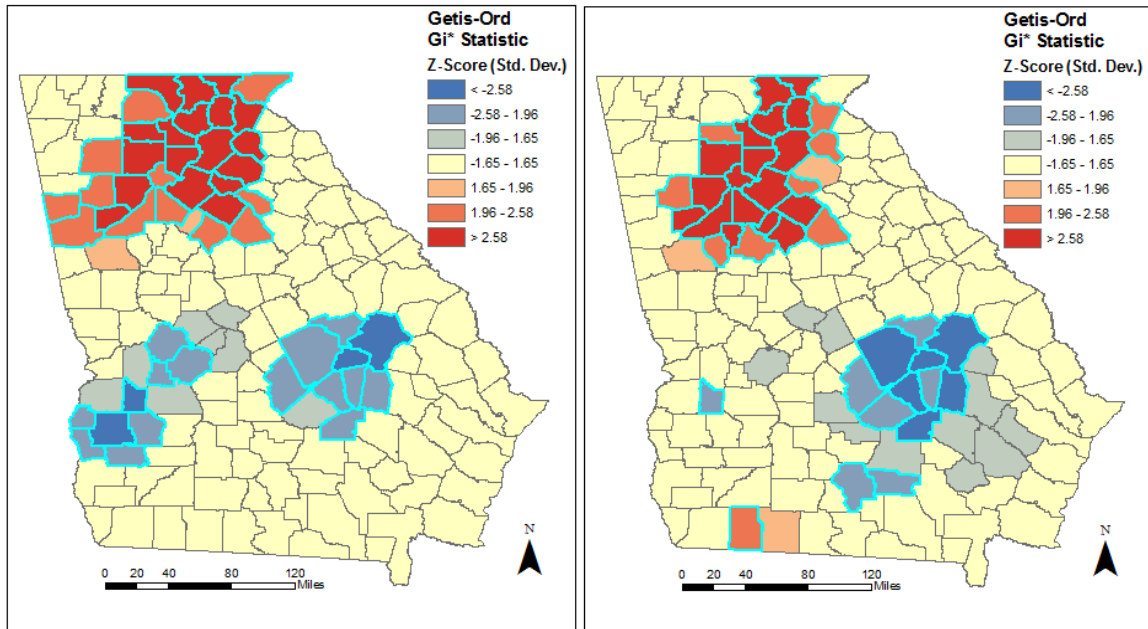 Getis-Ord
Gi* Statistic
Z-Score (Std. Dev.)
< -2.58
-2.58 - 1.96
-1.96 - 1.65
-1.65 - 1.65
1.65 - 1.96
1.96 - 2.58
> 2.58
N
0 20 40 80 120
Miles
Getis-Ord
Gi* Statistic
Z-Score (Std. Dev.)
< -2.58
-2.58 - 1.96
-1.96 - 1.65
-1.65 - 1.65
1.65 - 1.96
1.96 - 2.58
> 2.58
N
0 20 40 80 120
Miles